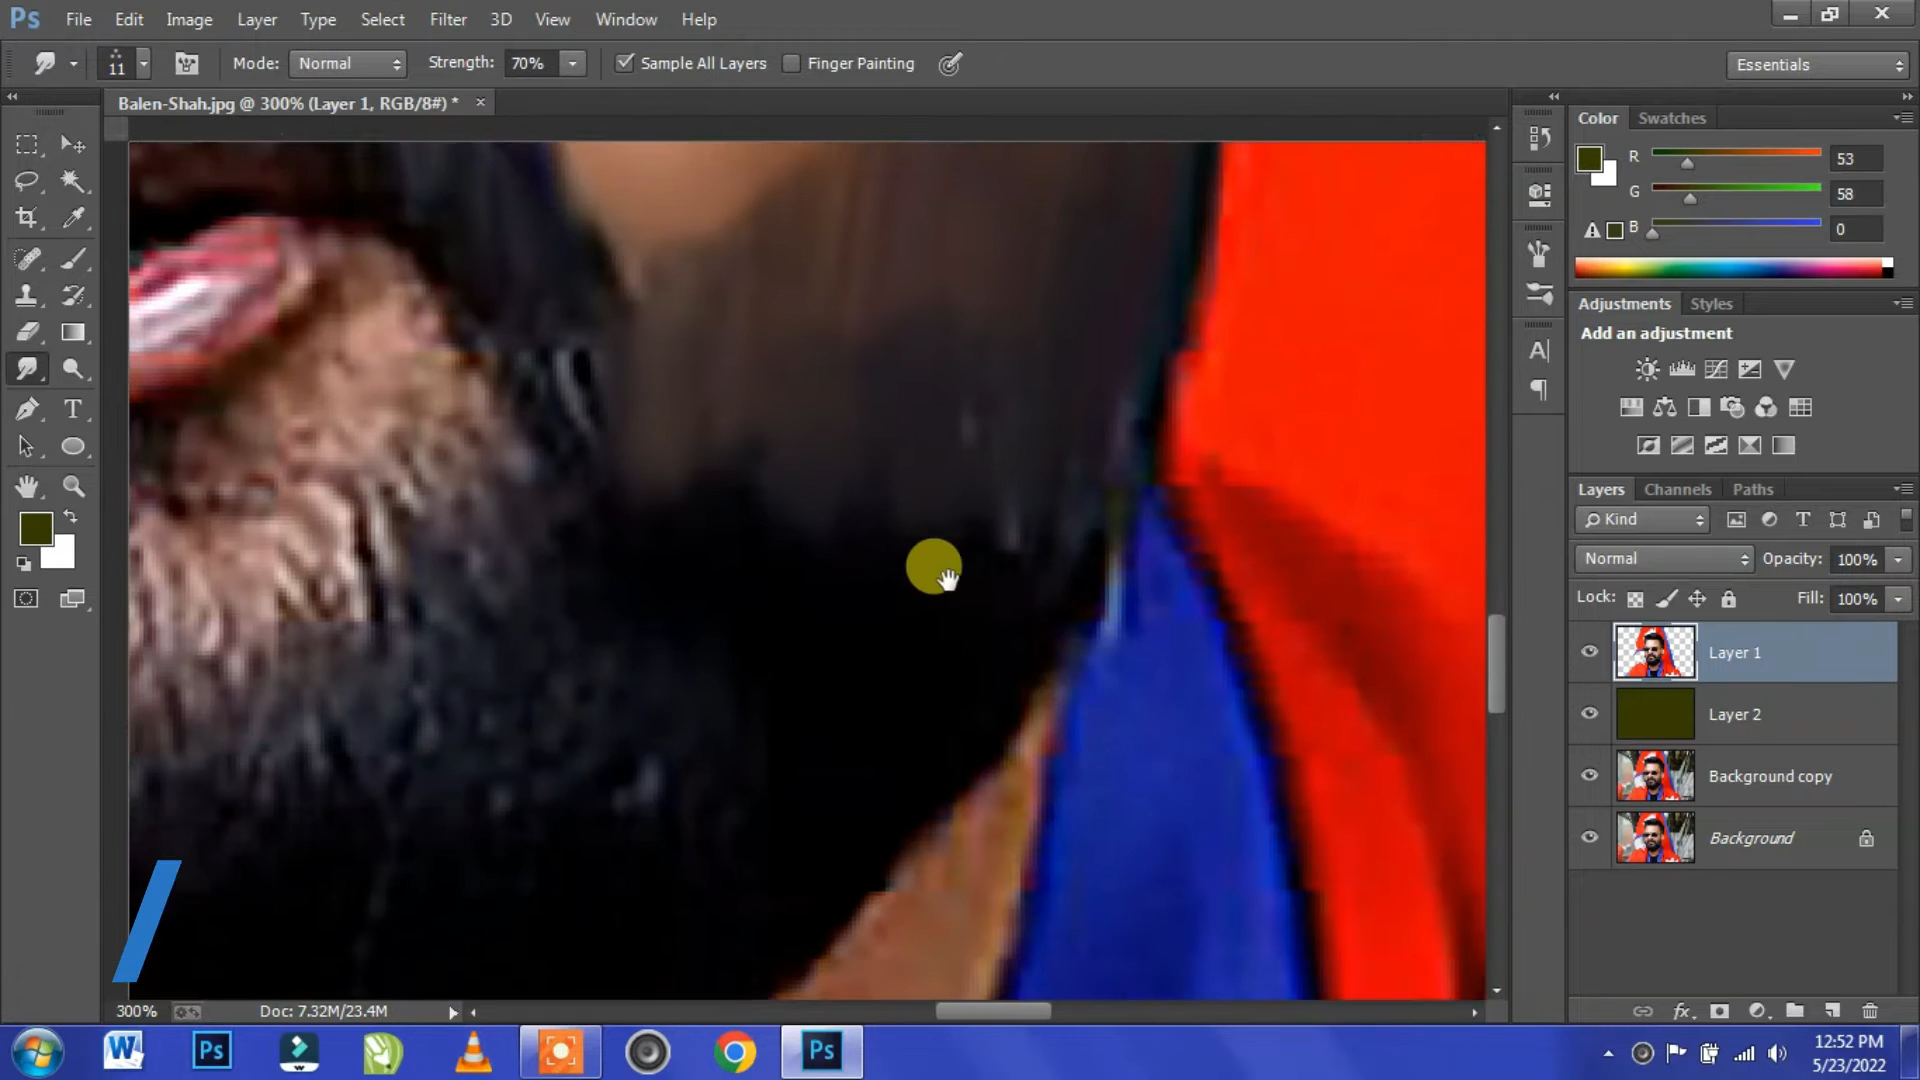 Ps File Edit Image Layer Type Select Filter 3D View Window Help
11 Mode: Normal Strength: 70% Sample All Layers Finger Painting Essentials
Balen-Shah.jpg @ 300% (Layer 1, RGB/8#) * ×
Color Swatches
R 53
G 58
B 0
Adjustments Styles
Add an adjustment
Layers Channels Paths
Kind
Normal Opacity: 100%
Lock: Fill: 100%
Layer 1
Layer 2
Background copy
Background
300% Doc: 7.32M/23.4M
W Ps Ps
12:52 PM
5/23/2022